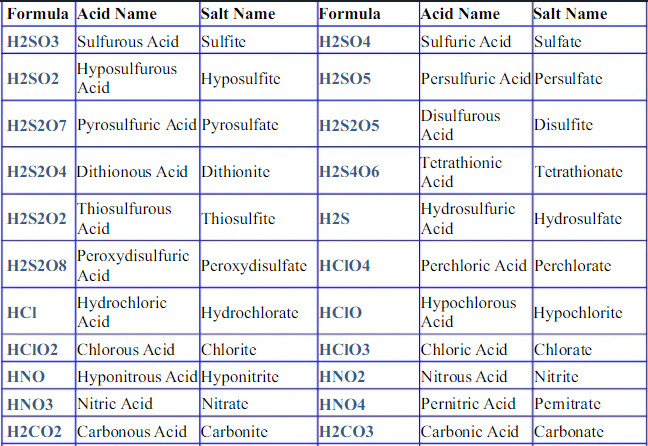 Formula Acid Name Salt Name Formula Acid Name Salt Name
H2SO3 Sulfurous Acid Sulfite H2SO4 Sulfuric Acid Sulfate
H2SO2 Hyposulfurous Acid Hyposulfite H2SO5 Persulfuric Acid Persulfate
H2S2O7 Pyrosulfuric Acid Pyrosulfate H2S2O5 Disulfurous Acid Disulfite
H2S2O4 Dithionous Acid Dithionite H2S4O6 Tetrathionic Acid Tetrathionate
H2S2O2 Thiosulfurous Acid Thiosulfite H2S Hydrosulfuric Acid Hydrosulfate
H2S2O8 Peroxydisulfuric Acid Peroxydisulfate HClO4 Perchloric Acid Perchlorate
HCl Hydrochloric Acid Hydrochlorate HClO Hypochlorous Acid Hypochlorite
HClO2 Chlorous Acid Chlorite HClO3 Chloric Acid Chlorate
HNO Hyponitrous Acid Hyponitrite HNO2 Nitrous Acid Nitrite
HNO3 Nitric Acid Nitrate HNO4 Pernitric Acid Pernitrate
H2CO2 Carbonous Acid Carbonite H2CO3 Carbonic Acid Carbonate